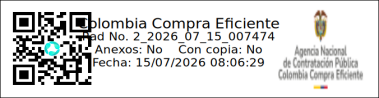 Colombia Compra Eficiente
Rad No. 2_2026_07_15_007474
Anexos: No Con copia: No
Fecha: 15/07/2026 08:06:29
Agencia Nacional
de Contratación Pública
Colombia Compra Eficiente